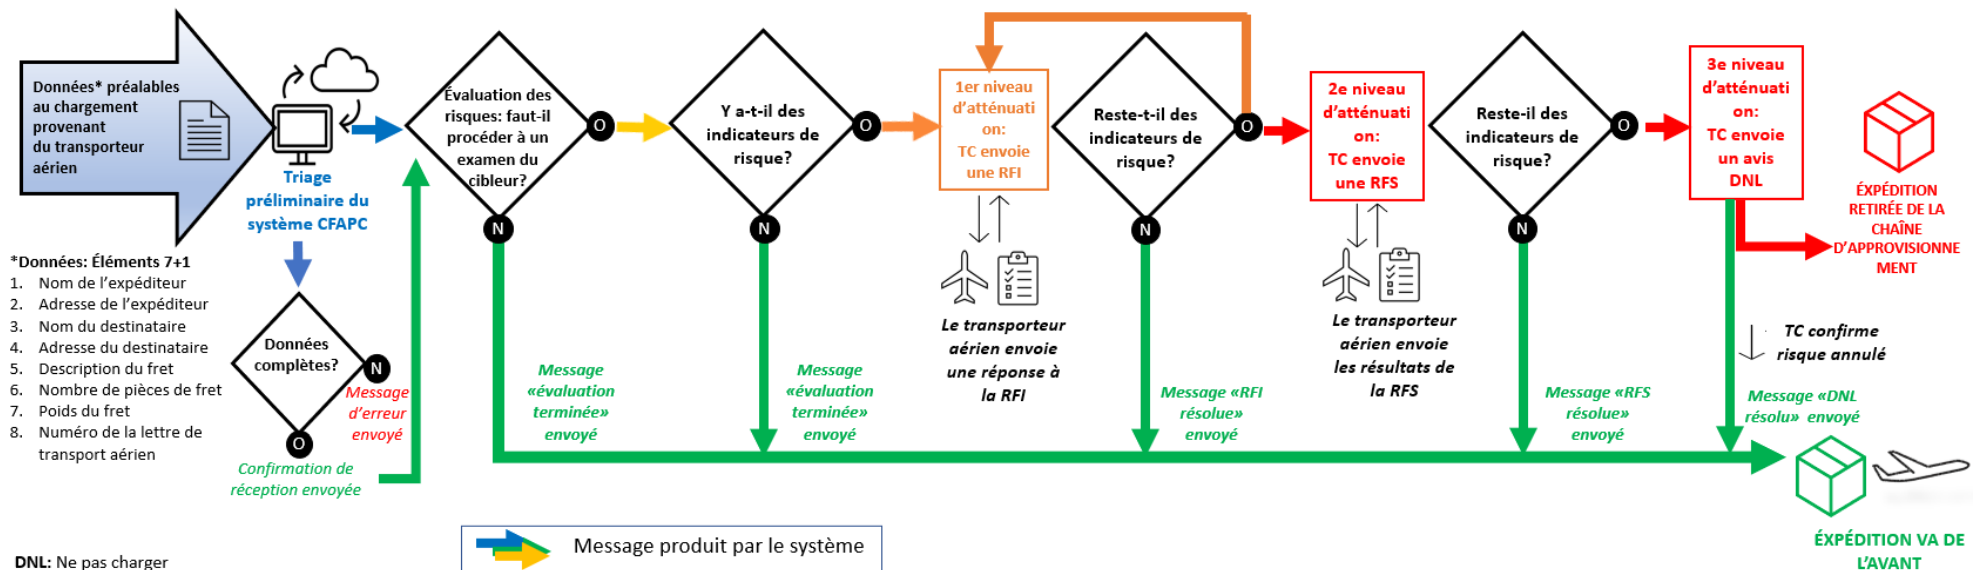 Données* préalables
au chargement
provenant
du transporteur
aérien
Triage
préliminaire du
système CFAPC
*Données: Éléments 7+1
1. Nom de l'expéditeur
2. Adresse de l'expéditeur
3. Nom du destinataire
4. Adresse du destinataire
5. Description du fret
6. Nombre de pièces de fret
7. Poids du fret
8. Numéro de la lettre de
transport aérien
Données
complètes?
N
Message
d'erreur
envoyé
O
Confirmation de
réception envoyée
Évaluation des
risques: faut-il
procéder à un
examen du
cibleur?
O
N
Message
«évaluation
terminée»
envoyé
Y a-t-il des
indicateurs de
risque?
O
N
Message
«évaluation
terminée»
envoyé
1er niveau
d'atténuati
on:
TC envoie
une RFI
Le transporteur
aérien envoie
une réponse à
la RFI
Reste-t-il des
indicateurs de
risque?
O
N
Message «RFI
résolue»
envoyé
2e niveau
d'atténuati
on:
TC envoie
une RFS
Le transporteur
aérien envoie
les résultats de
la RFS
Reste-il des
indicateurs de
risque?
O
N
Message «RFS
résolue»
envoyé
3e niveau
d'atténuati
on:
TC envoie
un avis
DNL
ÉXPÉDITION
RETIRÉE DE LA
CHAÎNE
D'APPROVISIONNE
MENT
TC confirme
risque annulé
Message «DNL
résolu» envoyé
ÉXPÉDITION VA DE
L'AVANT
Message produit par le système
DNL: Ne pas charger